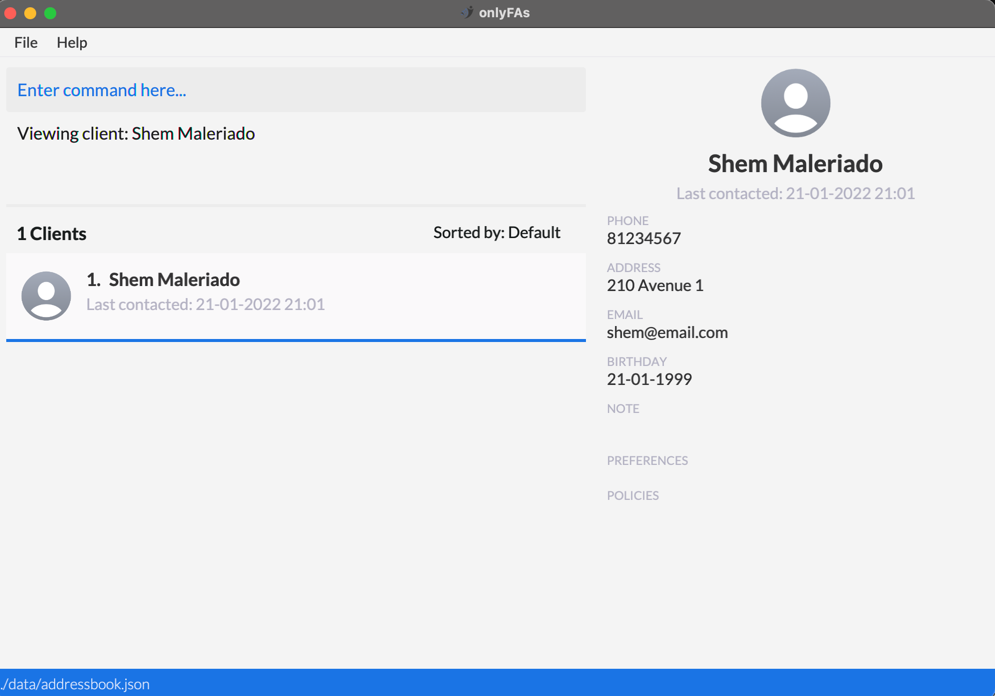 onlyFAs
File Help
Enter command here...
Viewing client: Shem Maleriado
1 Clients
Sorted by: Default
1. Shem Maleriado
Last contacted: 21-01-2022 21:01
Shem Maleriado
Last contacted: 21-01-2022 21:01
PHONE
81234567
ADDRESS
210 Avenue 1
EMAIL
shem@email.com
BIRTHDAY
21-01-1999
NOTE
PREFERENCES
POLICIES
./data/addressbook.json